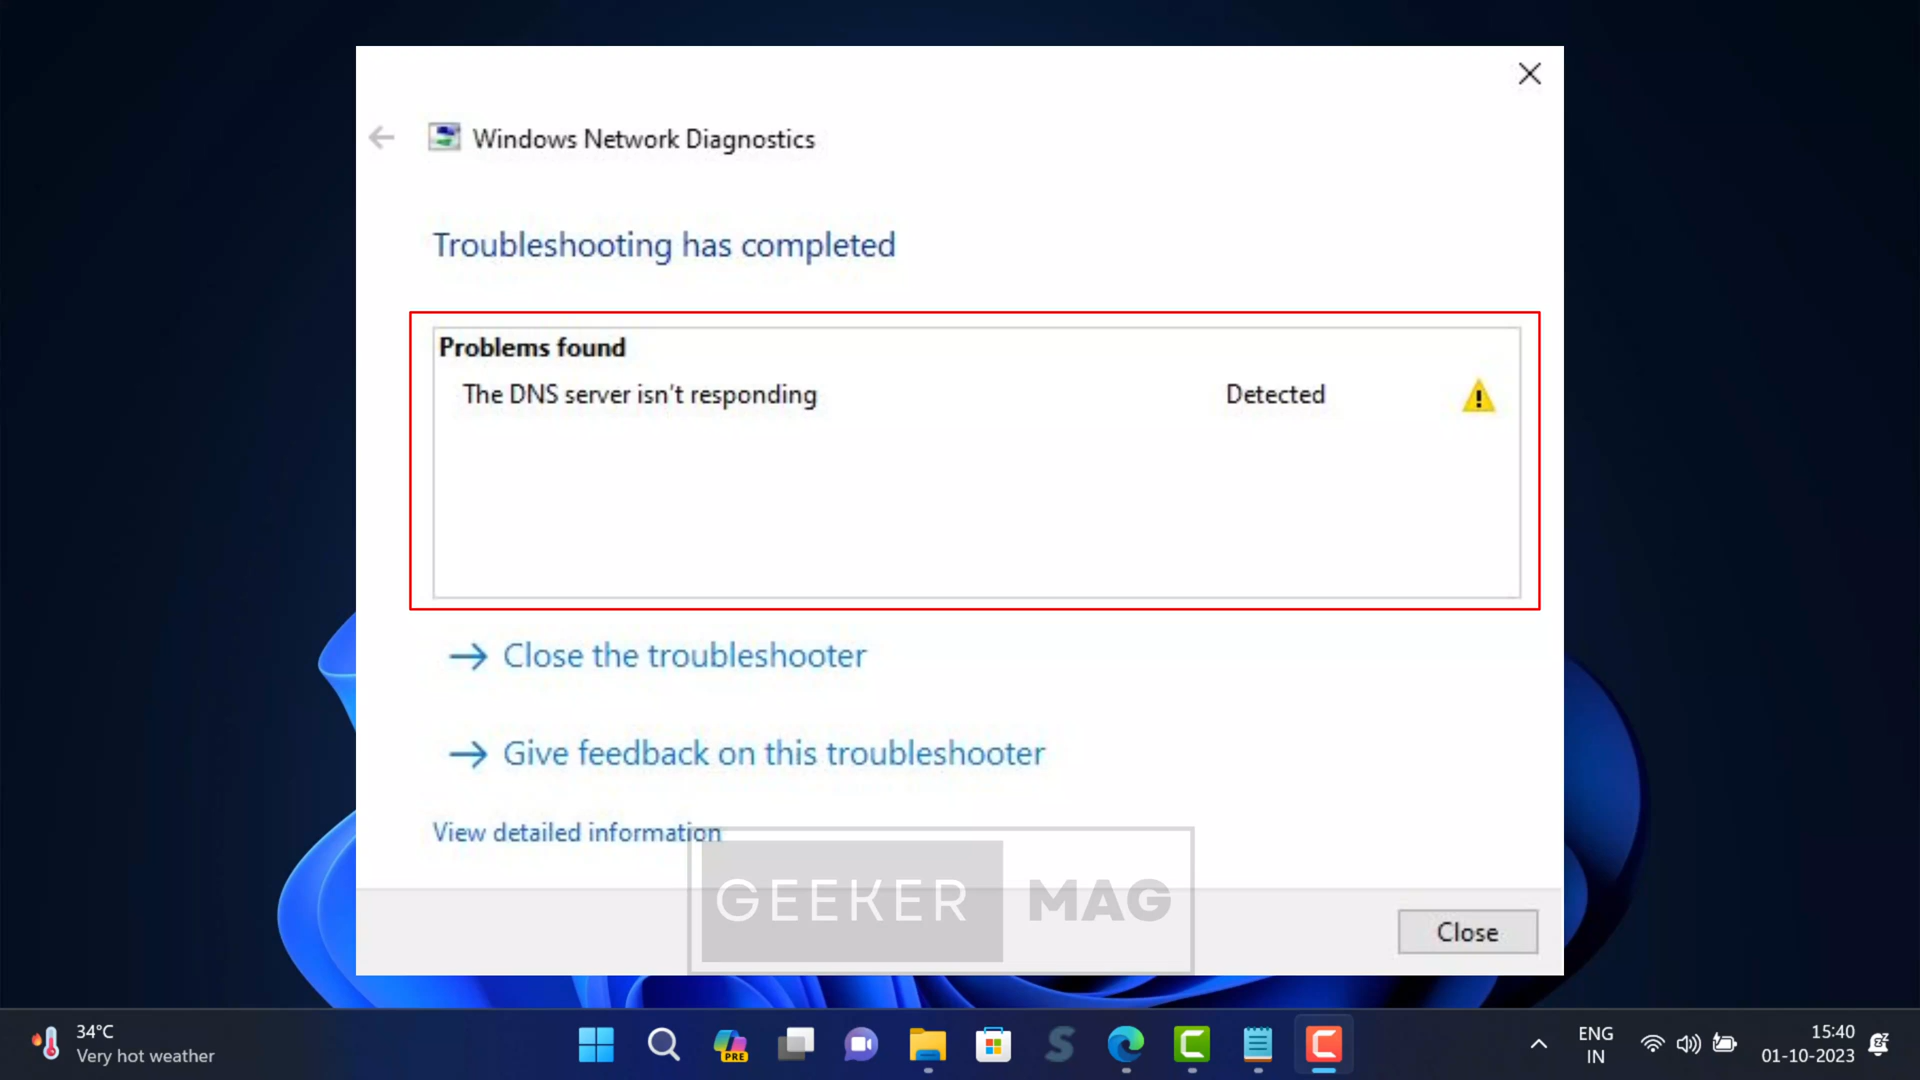 Windows Network Diagnostics
Troubleshooting has completed
Problems found
The DNS server isn't responding Detected
Close the troubleshooter
Give feedback on this troubleshooter
View detailed information
GEEKER MAG
Close
34°C
Very hot weather
PRE
ENG
IN
15:40
01-10-2023